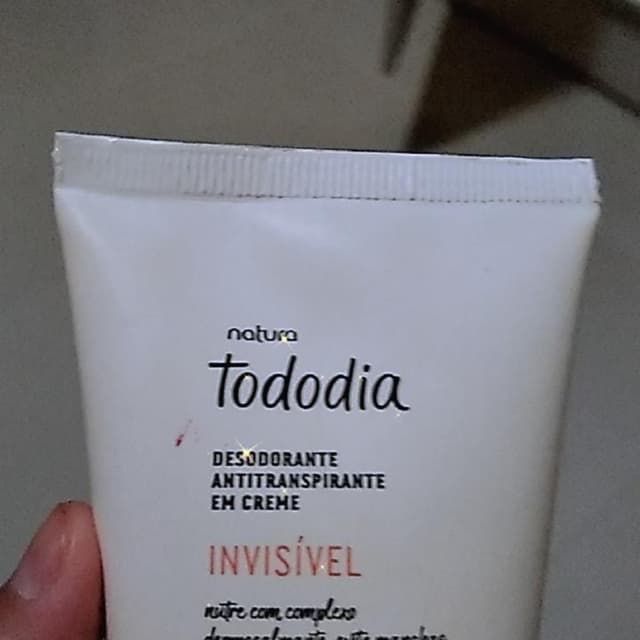 natura
Tododia
DESODORANTE
ANTITRANSPIRANTE
EM CREME
INVISÍVEL
nutre com complexo